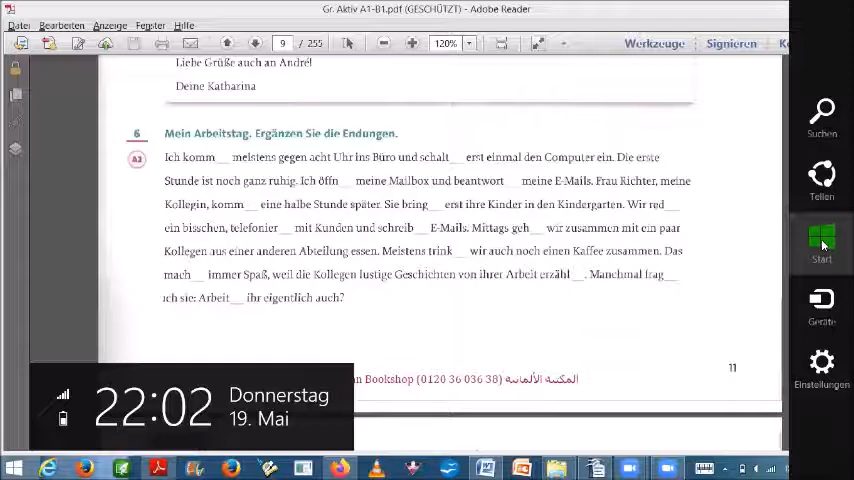 Gr. Aktiv A1-B1.pdf (GESCHÜTZT) - Adobe Reader
Datei Bearbeiten Anzeige Fenster Hilfe
9 / 255 120% Werkzeuge Signieren
Liebe Grüße auch an André!
Deine Katharina
6 Mein Arbeitstag. Ergänzen Sie die Endungen.
A2 Ich komm__ meistens gegen acht Uhr ins Büro und schalt__ erst einmal den Computer ein. Die erste
Stunde ist noch ganz ruhig. Ich öffn__ meine Mailbox und beantwort__ meine E-Mails. Frau Richter, meine
Kollegin, komm__ eine halbe Stunde später. Sie bring__ erst ihre Kinder in den Kindergarten. Wir red__
ein bisschen, telefonier__ mit Kunden und schreib__ E-Mails. Mittags geh__ wir zusammen mit ein paar
Kollegen aus einer anderen Abteilung essen. Meistens trink__ wir auch noch einen Kaffee zusammen. Das
mach__ immer Spaß, weil die Kollegen lustige Geschichten von ihrer Arbeit erzähl__. Manchmal frag__
ich sie: Arbeit__ ihr eigentlich auch?
11
Bookshop (0120 36 036 38) المكتبة الألمانية
22:02
Donnerstag
19. Mai
Suchen
Teilen
Start
Geräte
Einstellungen